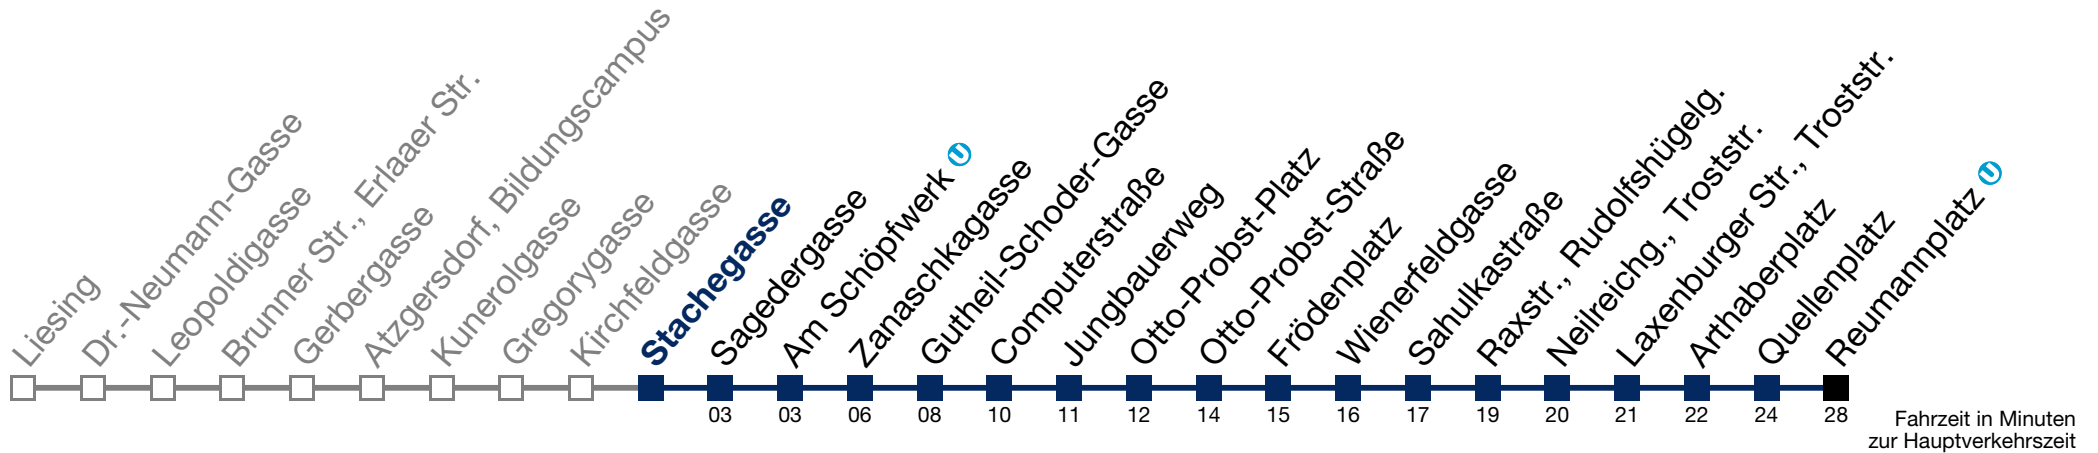 Liesing
Dr.-Neumann-Gasse
Leopoldigasse
Brunner Str., Erlaaer Str.
Gerbergasse
Atzgersdorf, Bildungscampus
Kunerolgasse
Gregorygasse
Kirchfeldgasse
Stachegasse
Sagedergasse
Am Schöpfwerk U
Zanaschkagasse
Gutheil-Schoder-Gasse
Computerstraße
Jungbauerweg
Otto-Probst-Platz
Otto-Probst-Straße
Frödenplatz
Wienerfeldgasse
Sahulkastraße
Raxstr., Rudolfshügelg.
Neilreichg., Troststr.
Laxenburger Str., Troststr.
Arthaberplatz
Quellenplatz
Reumannplatz U
03 03 06 08 10 11 12 14 15 16 17 19 20 21 22 24 28
Fahrzeit in Minuten
zur Hauptverkehrszeit